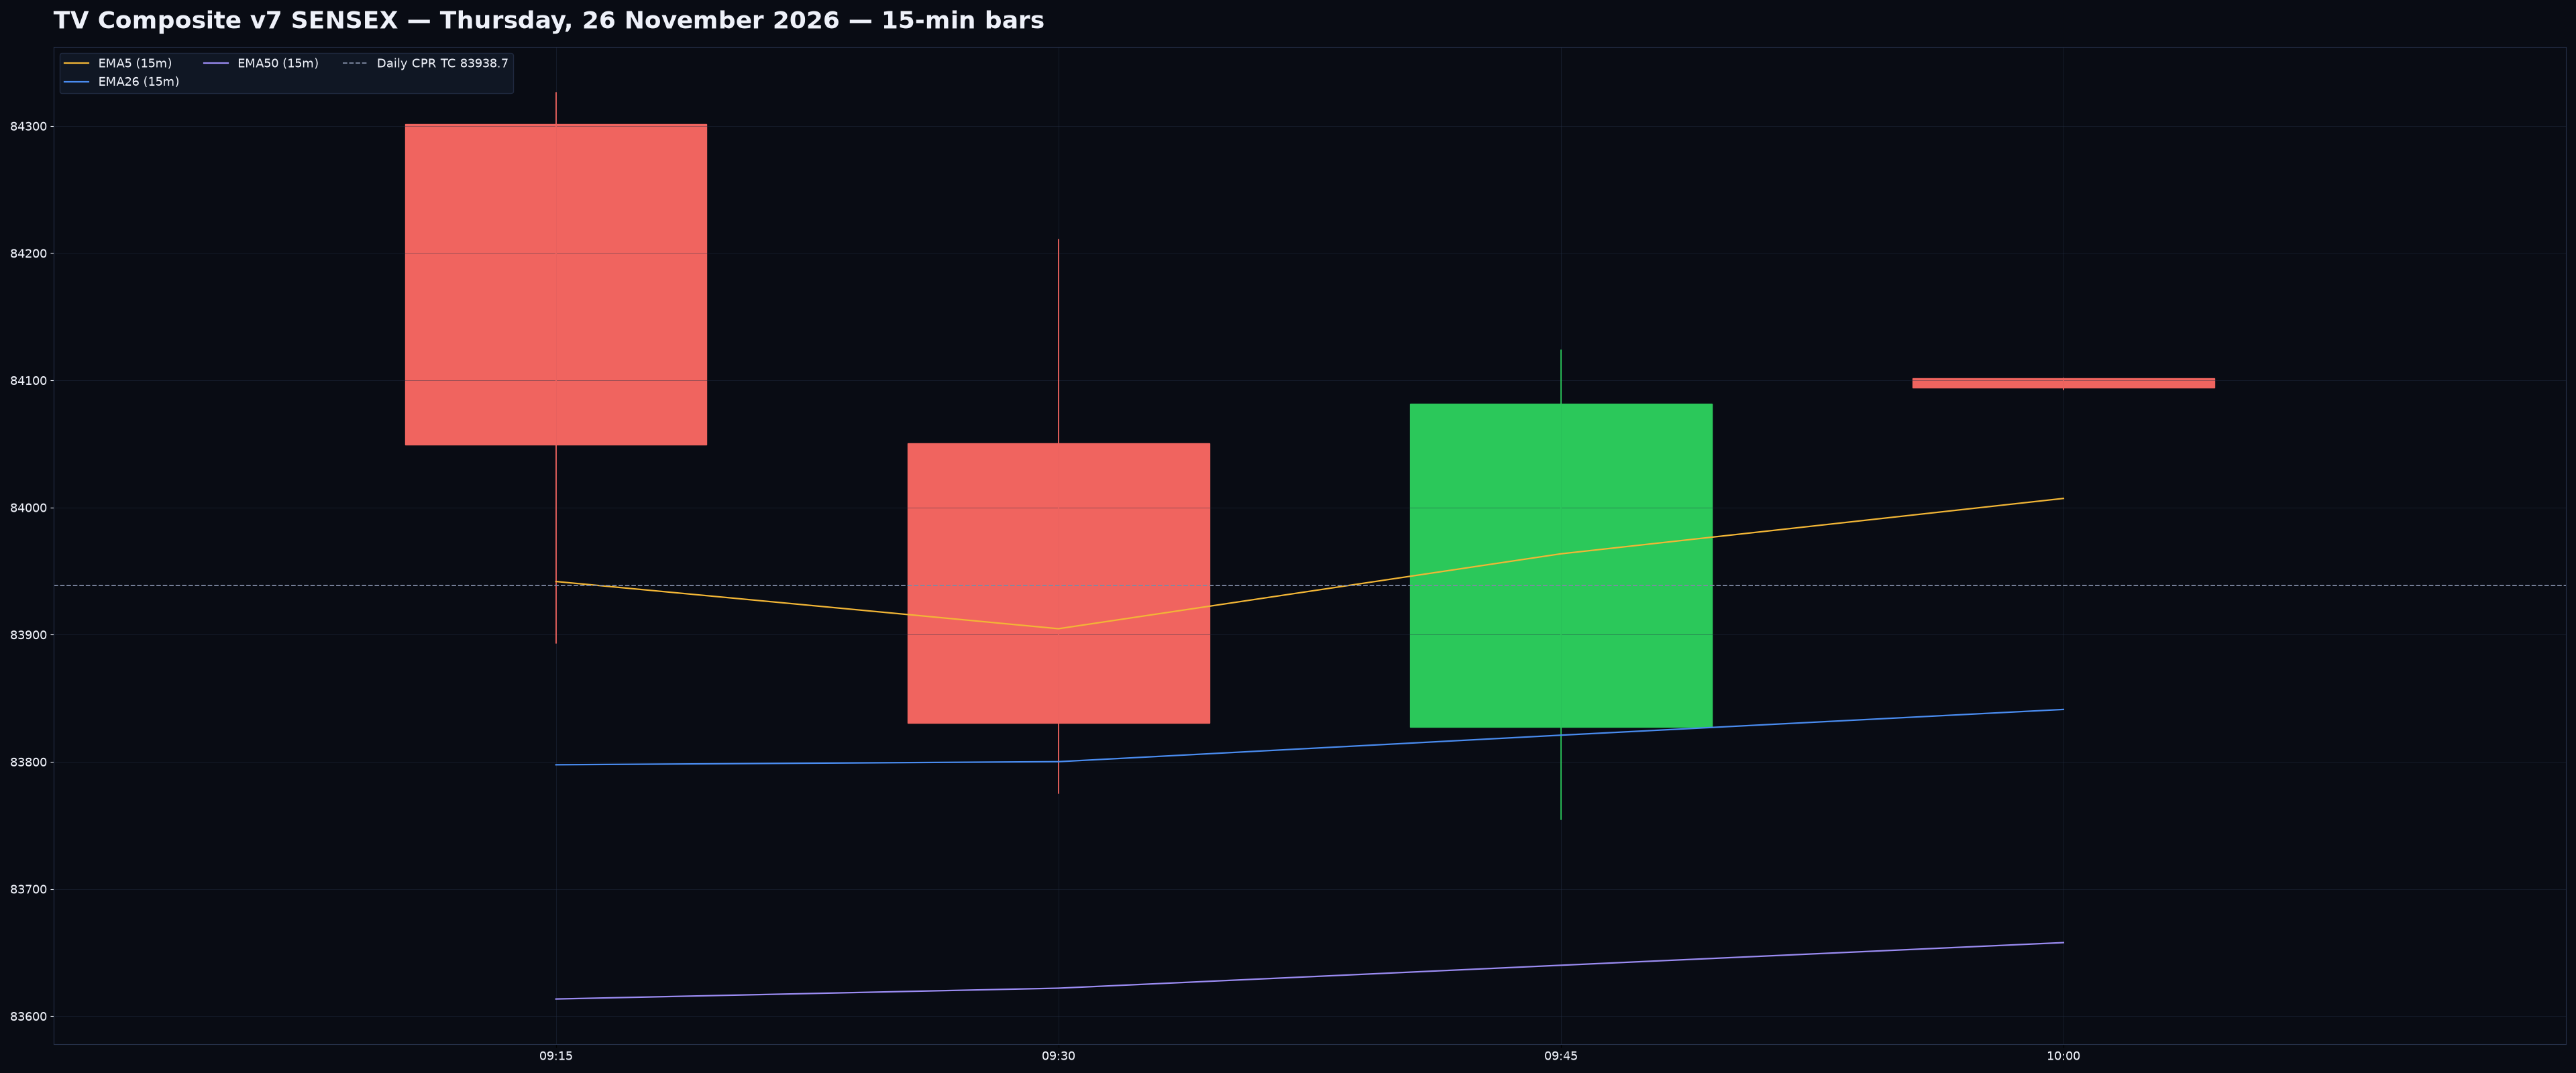 TV Composite v7 SENSEX — Thursday, 26 November 2026 — 15-min bars
EMA5 (15m) EMA50 (15m) Daily CPR TC 83938.7
EMA26 (15m)
84300
84200
84100
84000
83900
83800
83700
83600
09:15 09:30 09:45 10:00